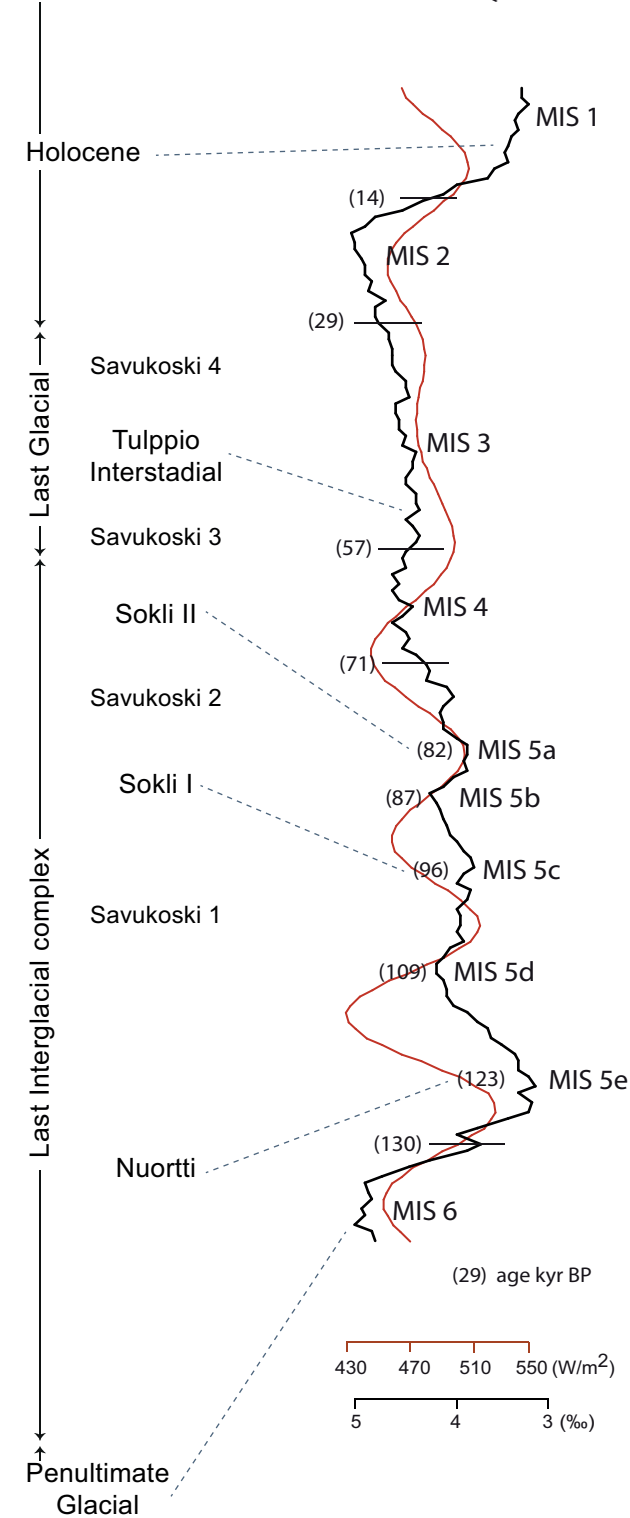 MIS 1
Holocene
(14)
MIS 2
(29)
Savukoski 4
Last Glacial
Tulppio
Interstadial
MIS 3
Savukoski 3
(57)
Sokli II
MIS 4
(71)
Savukoski 2
(82) MIS 5a
Sokli I
(87) MIS 5b
(96) MIS 5c
Last Interglacial complex
Savukoski 1
(109) MIS 5d
(123) MIS 5e
(130)
Nuortti
MIS 6
(29) age kyr BP
430 470 510 550 (W/m²)
5 4 3 (‰)
Penultimate
Glacial